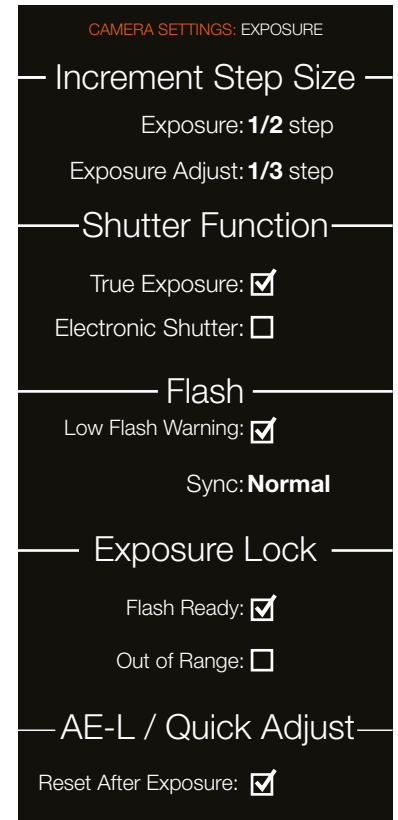 CAMERA SETTINGS: EXPOSURE
Increment Step Size
Exposure: 1/2 step
Exposure Adjust: 1/3 step
Shutter Function
True Exposure:
Electronic Shutter:
Flash
Low Flash Warning:
Sync: Normal
Exposure Lock
Flash Ready:
Out of Range:
AE-L / Quick Adjust
Reset After Exposure: